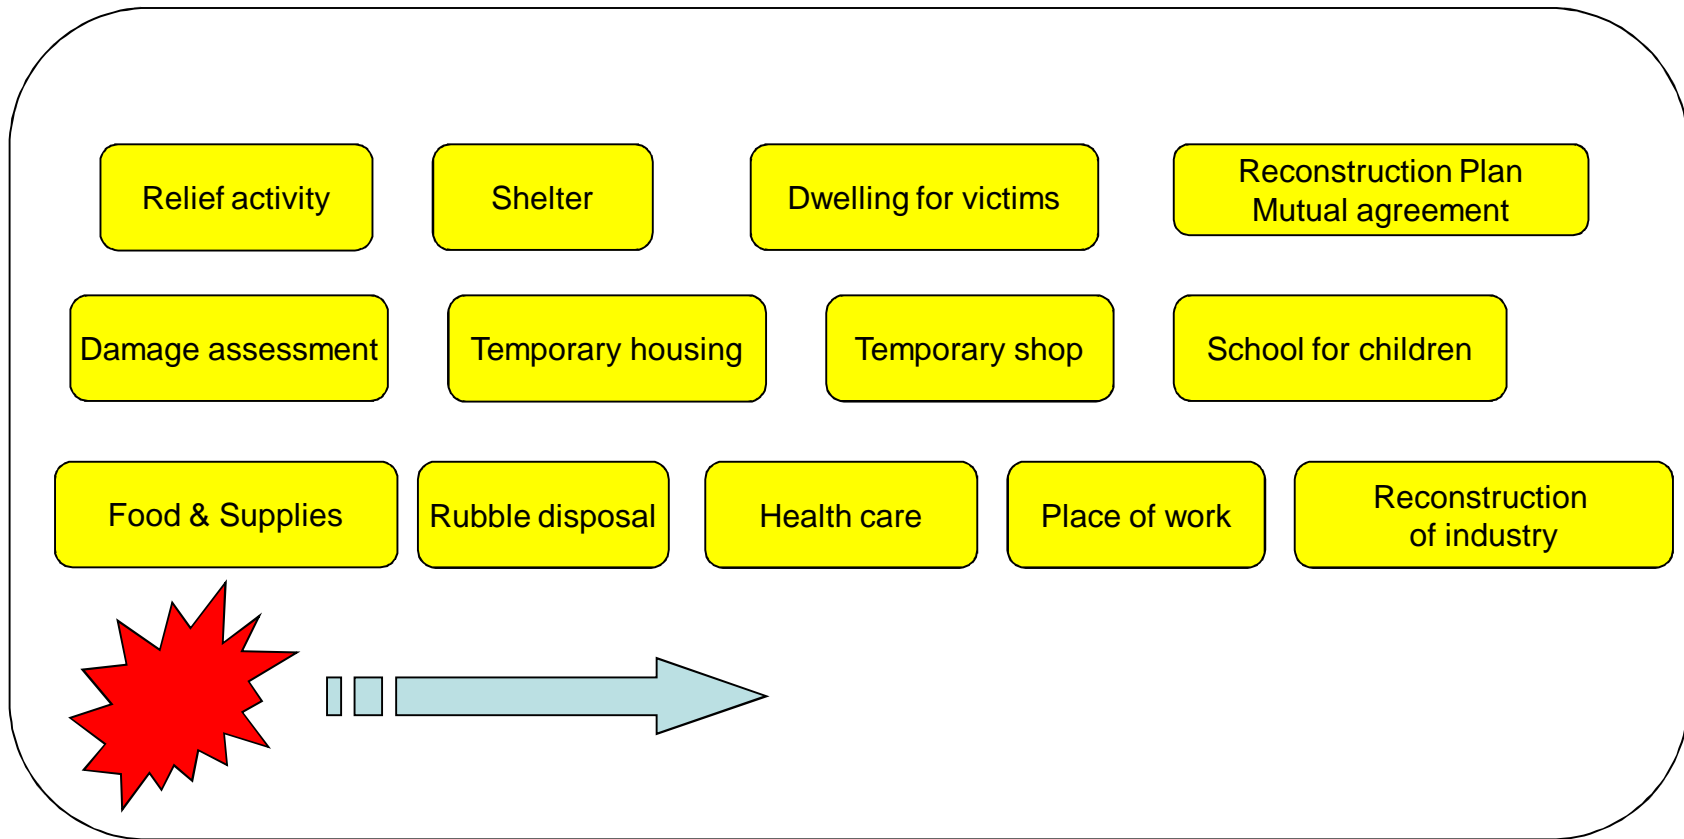 Relief activity
Shelter
Dwelling for victims
Reconstruction Plan
Mutual agreement
Damage assessment
Temporary housing
Temporary shop
School for children
Food & Supplies
Rubble disposal
Health care
Place of work
Reconstruction
of industry